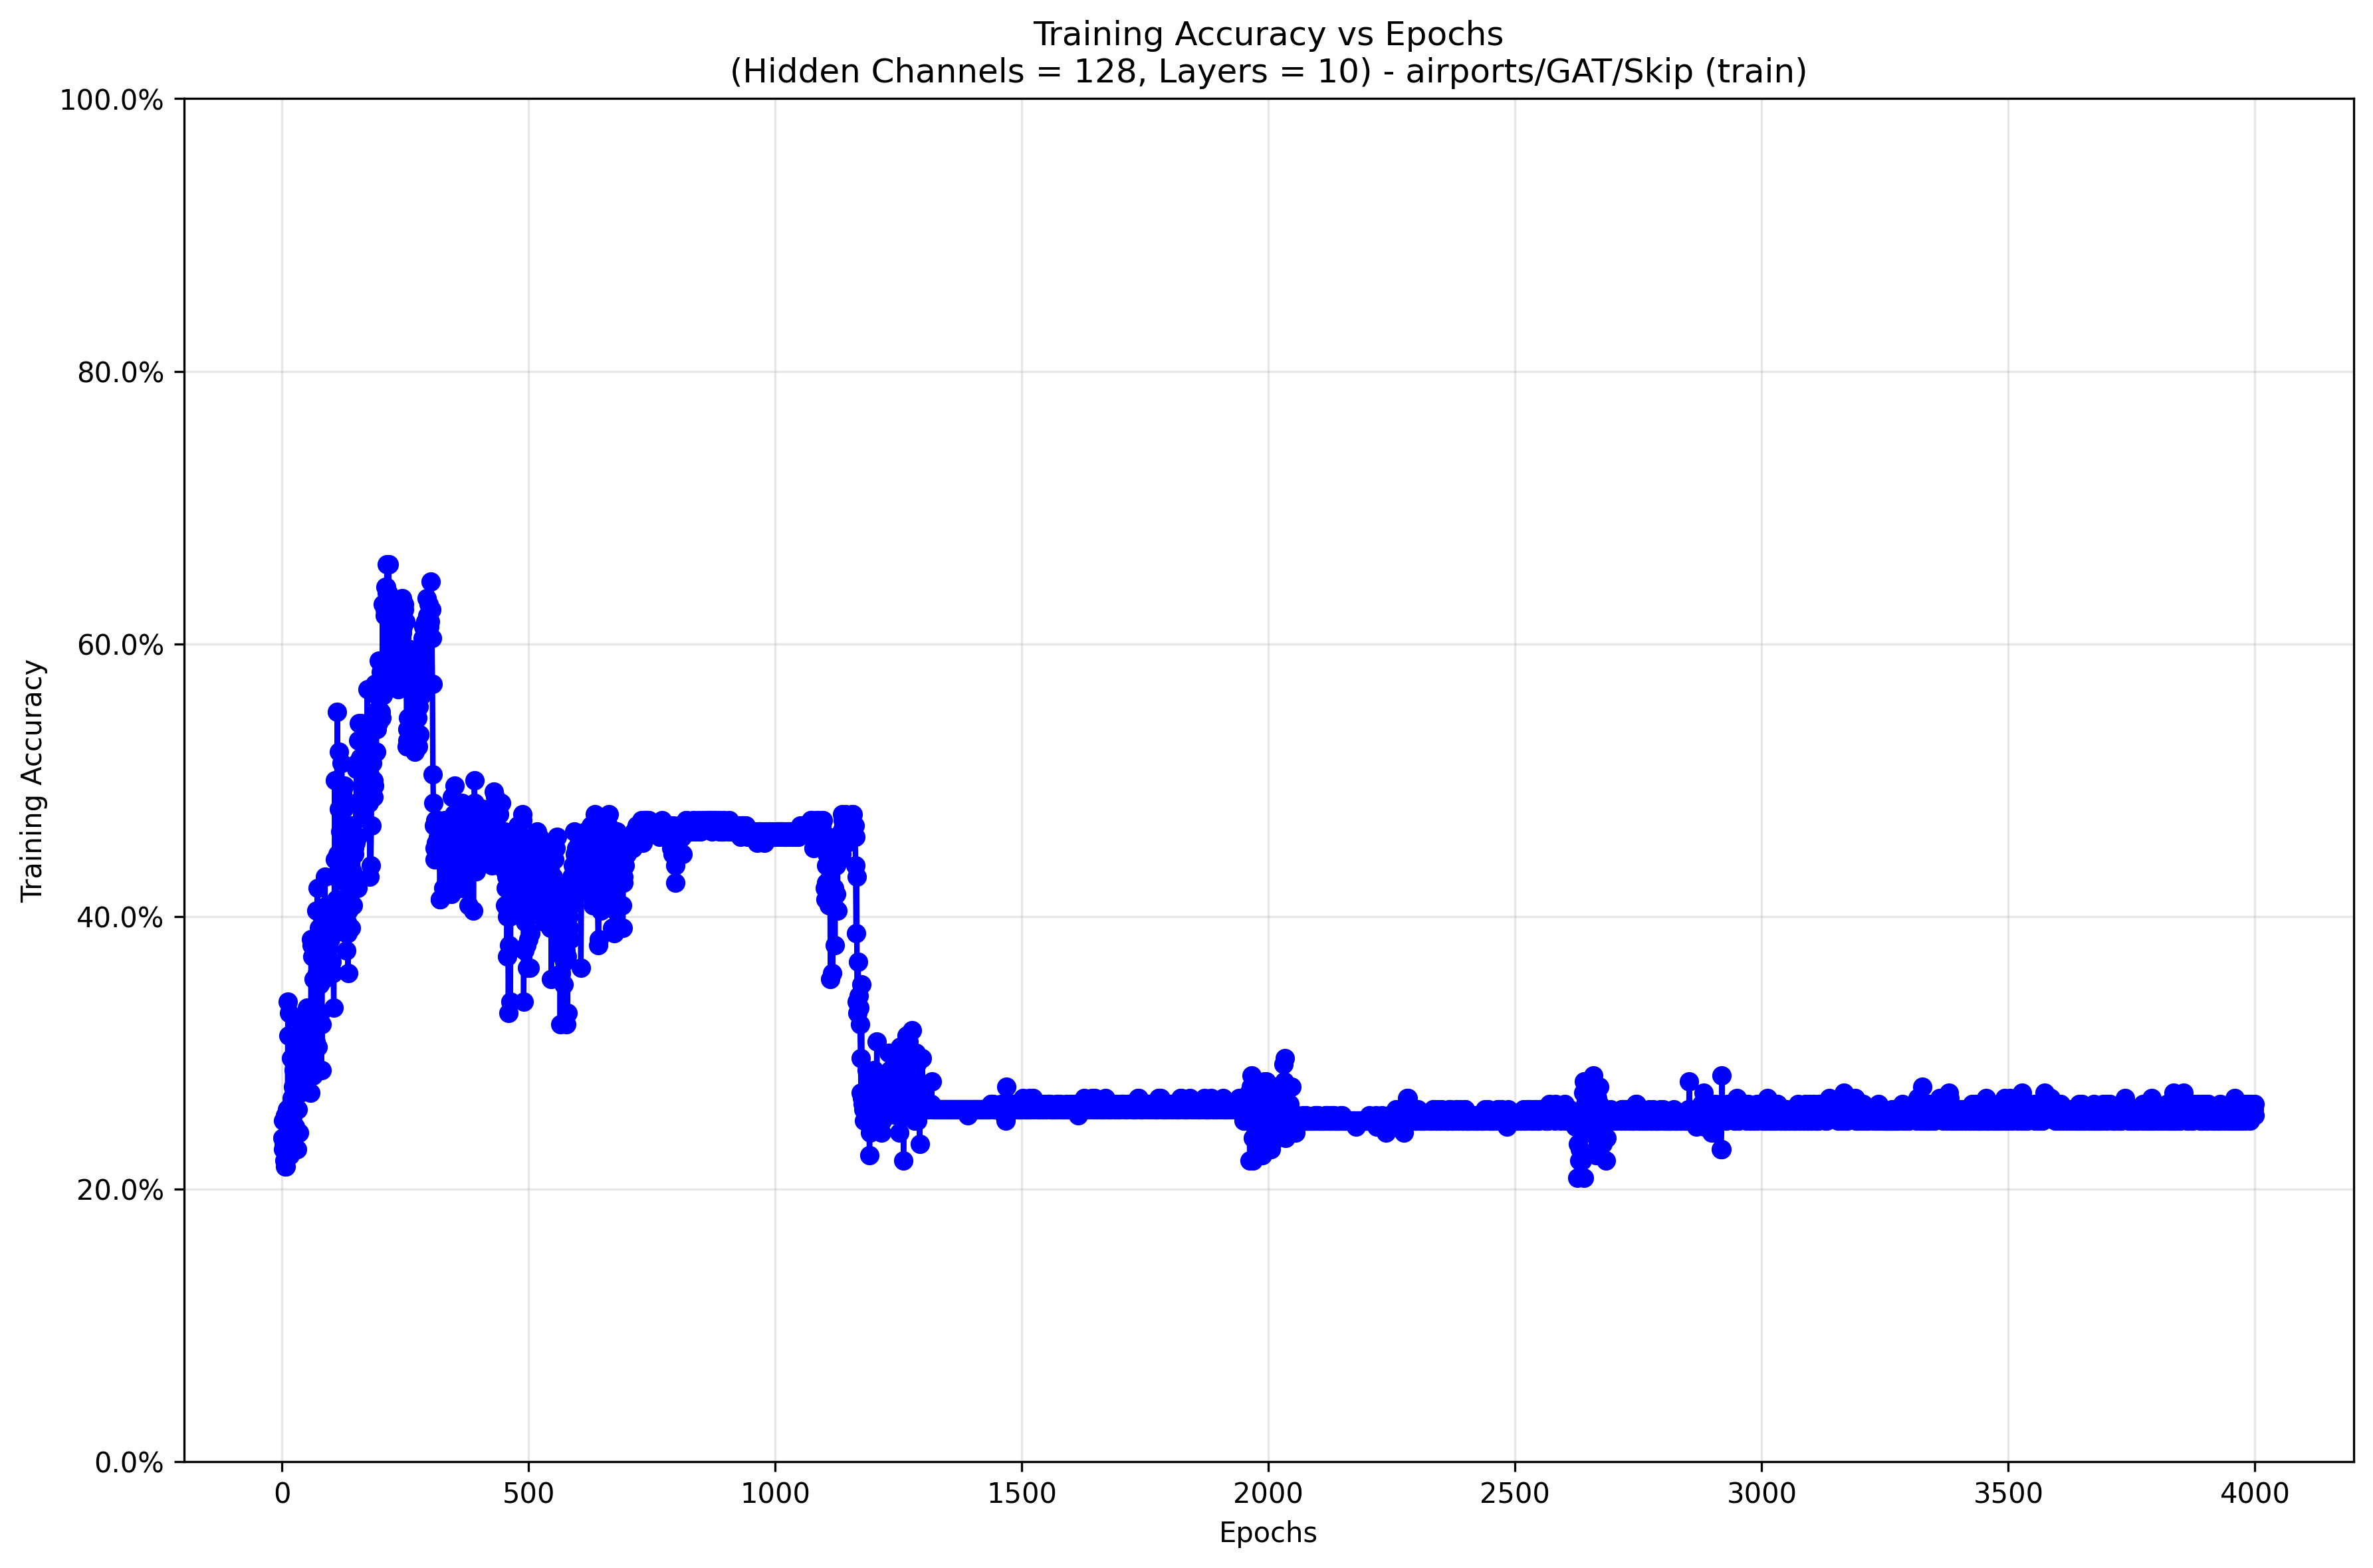 Training Accuracy vs Epochs
(Hidden Channels = 128, Layers = 10) - airports/GAT/Skip (train)
100.0%
80.0%
60.0%
40.0%
20.0%
0.0%
Training Accuracy
0 500 1000 1500 2000 2500 3000 3500 4000
Epochs